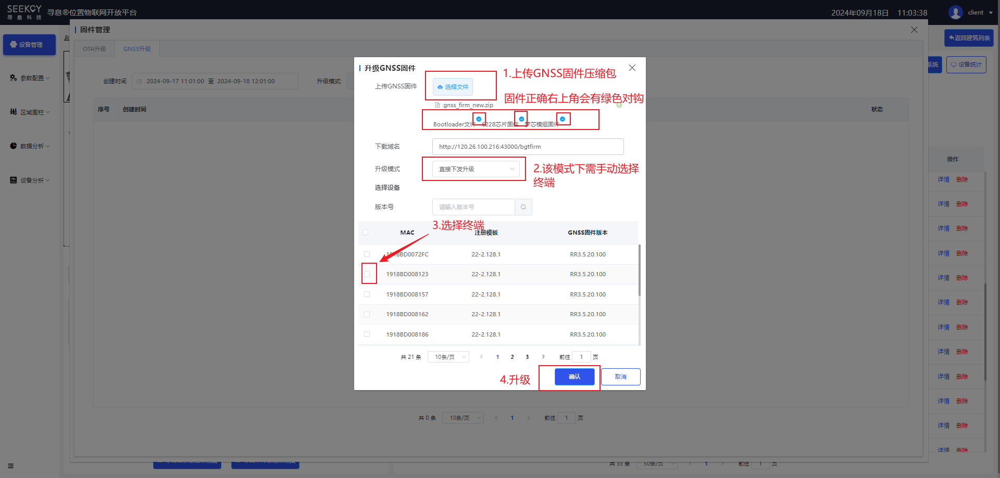 SEEKCY
寻息科技
寻息®位置物联网开放平台
2024年09月18日 11:03:38
client
固件管理
设备管理
参数配置
区域围栏
数据分析
设备分析
返回建筑列表
系统
设备统计
OTA升级
GNSS升级
创建时间
2024-09-17 11:01:00 至 2024-09-18 12:01:00
升级模式:
序号 创建时间
状态
升级GNSS固件
上传GNSS固件
选择文件
1.上传GNSS固件压缩包
固件正确右上角会有绿色对钩
gnss_firm_new.zip
Bootloader文件 6228芯片固件 梦芯模组固件
下载域名
http://120.26.100.216:43000/bgtfirm
升级模式
直接下发升级
2.该模式下需手动选择
终端
选择设备
版本号
请输入版本号
3.选择终端
MAC 注册模板 GNSS固件版本
1918BD0072FC 22-2.128.1 RR3.5.20.100
1918BD008123 22-2.128.1 RR3.5.20.100
1918BD008157 22-2.128.1 RR3.5.20.100
1918BD008162 22-2.128.1 RR3.5.20.100
1918BD008186 22-2.128.1 RR3.5.20.100
共 21 条 10条/页 1 2 3 前往 1 页
4.升级
确认
取消
共 0 条 10条/页 1 前往 1 页
操作
详情 删除
详情 删除
详情 删除
详情 删除
详情 删除
详情 删除
详情 删除
详情 删除
详情 删除
详情 删除
详情 删除
详情 删除
共 33 条 50条/页 1 前往 1 页